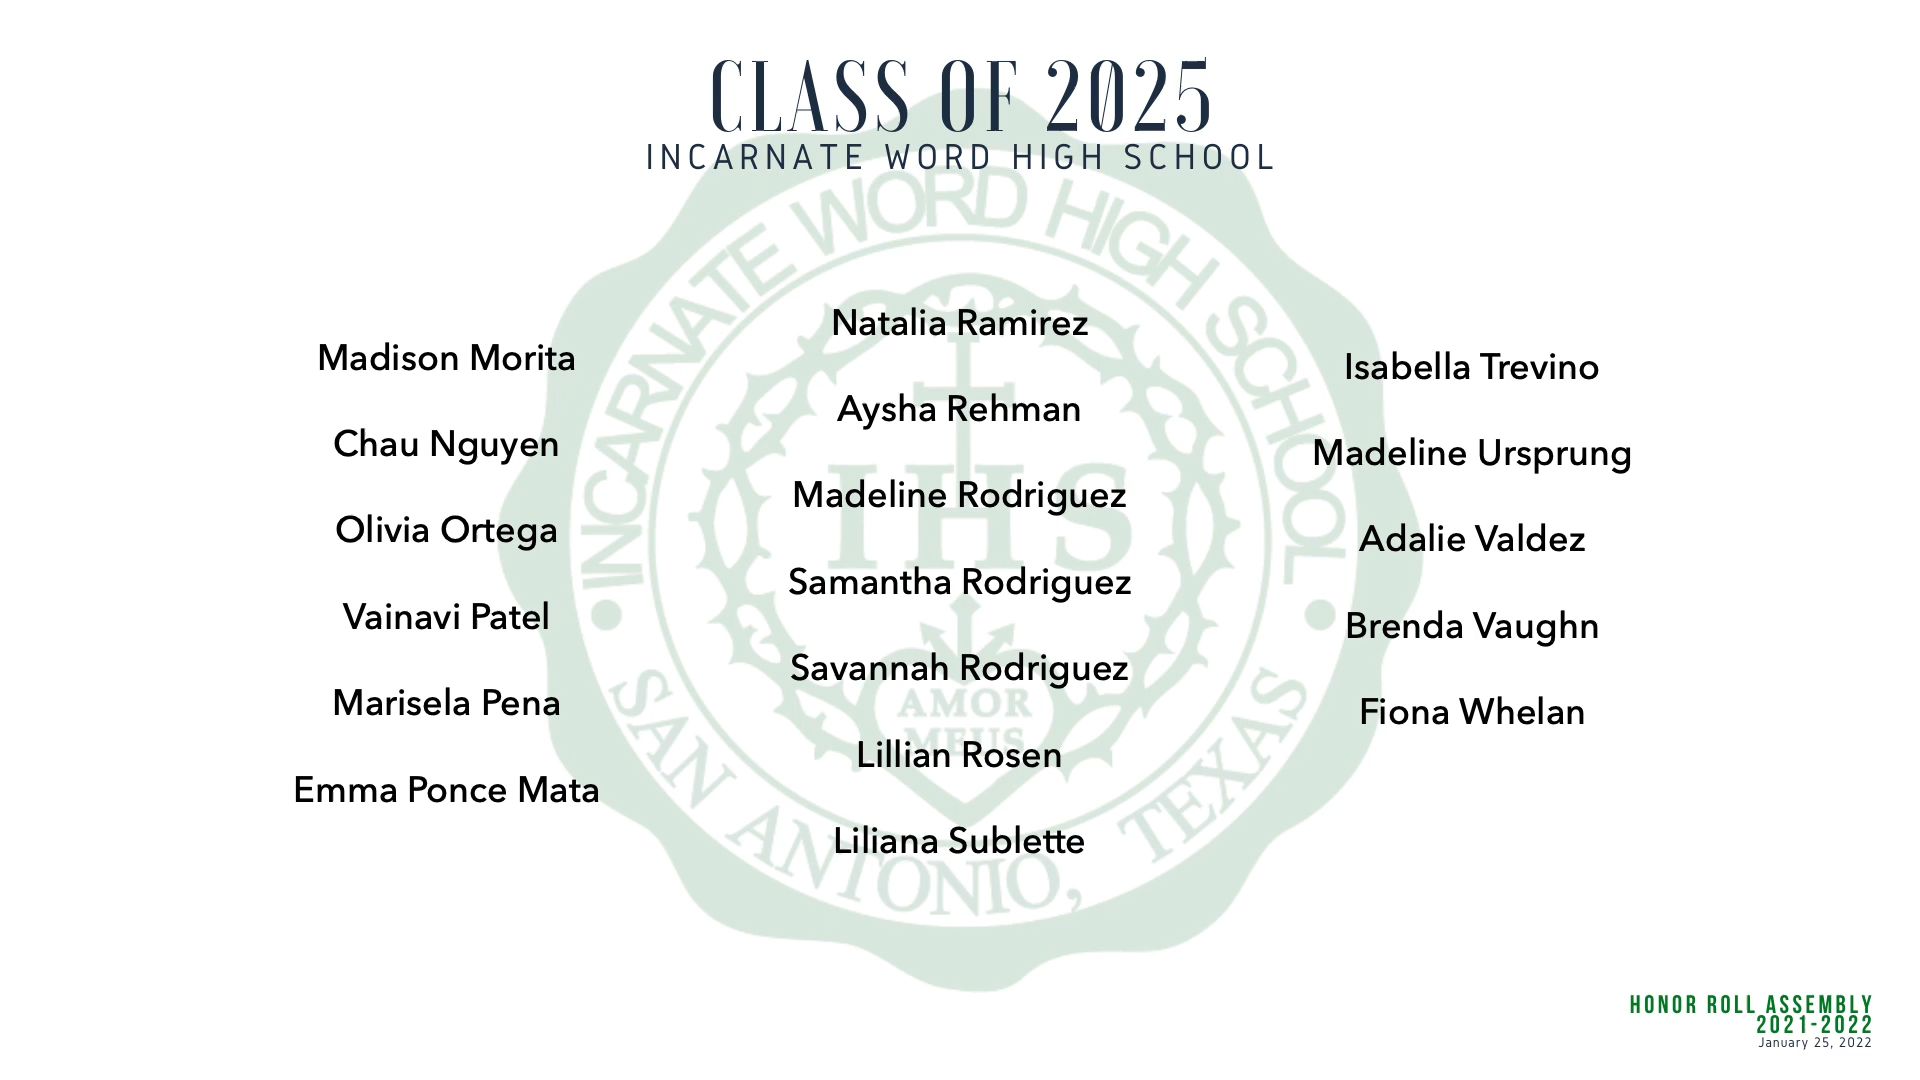 CLASS OF 2025
INCARNATE WORD HIGH SCHOOL
INCARNATE WORD HIGH SCHOOL
SAN ANTONIO, TEXAS
IHS
AMOR
MEUS
Madison Morita
Chau Nguyen
Olivia Ortega
Vainavi Patel
Marisela Pena
Emma Ponce Mata
Natalia Ramirez
Aysha Rehman
Madeline Rodriguez
Samantha Rodriguez
Savannah Rodriguez
Lillian Rosen
Liliana Sublette
Isabella Trevino
Madeline Ursprung
Adalie Valdez
Brenda Vaughn
Fiona Whelan
HONOR ROLL ASSEMBLY
2021-2022
January 25, 2022